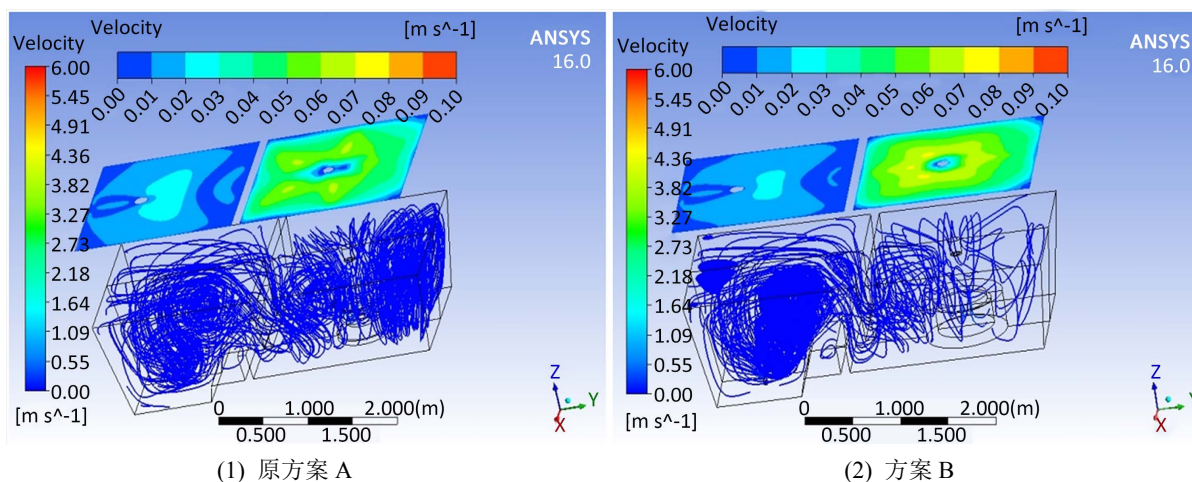 Velocity [m s^-1]
Velocity
ANSYS
16.0
0.00 0.01 0.02 0.03 0.04 0.05 0.06 0.07 0.08 0.09 0.10
6.00
5.45
4.91
4.36
3.82
3.27
2.73
2.18
1.64
1.09
0.55
0.00
[m s^-1]
0 1.000 2.000(m)
0.500 1.500
Z
Y
X
(1) 原方案 A
Velocity [m s^-1]
Velocity
ANSYS
16.0
0.00 0.01 0.02 0.03 0.04 0.05 0.06 0.07 0.08 0.09 0.10
6.00
5.45
4.91
4.36
3.82
3.27
2.73
2.18
1.64
1.09
0.55
0.00
[m s^-1]
0 1.000 2.000(m)
0.500 1.500
Z
Y
X
(2) 方案 B